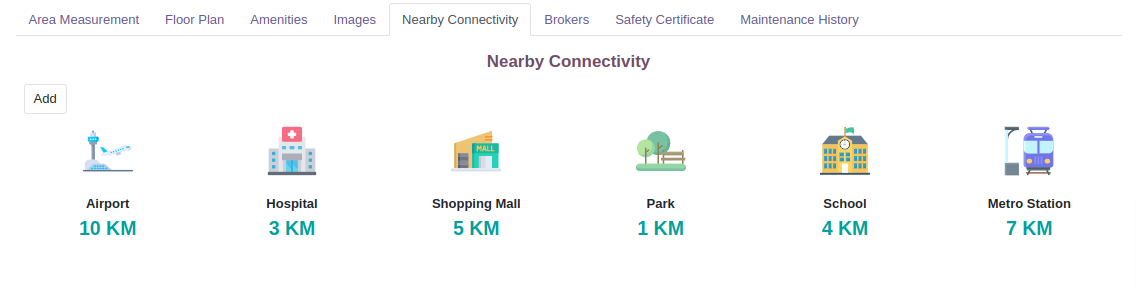 Area Measurement Floor Plan Amenities Images Nearby Connectivity Brokers Safety Certificate Maintenance History
Nearby Connectivity
Add
MALL
Airport Hospital Shopping Mall Park School Metro Station
10 KM 3 KM 5 KM 1 KM 4 KM 7 KM